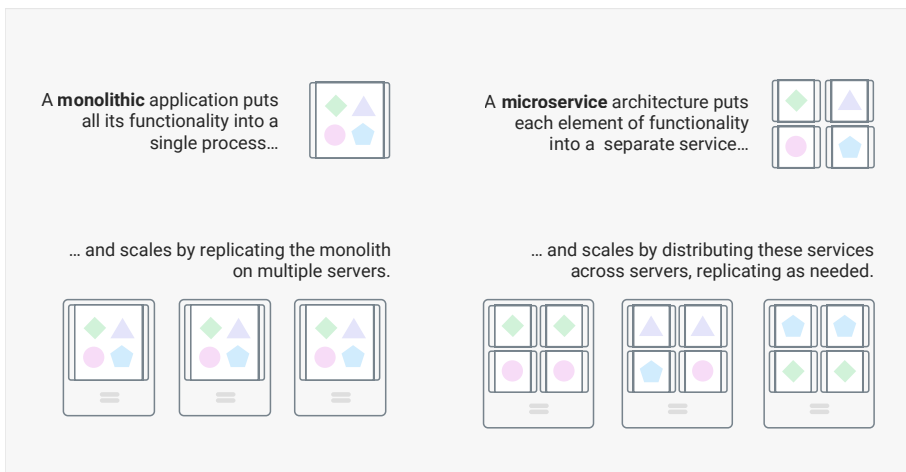 A monolithic application puts
all its functionality into a
single process…
… and scales by replicating the monolith
on multiple servers.
A microservice architecture puts
each element of functionality
into a  separate service…
… and scales by distributing these services
across servers, replicating as needed.